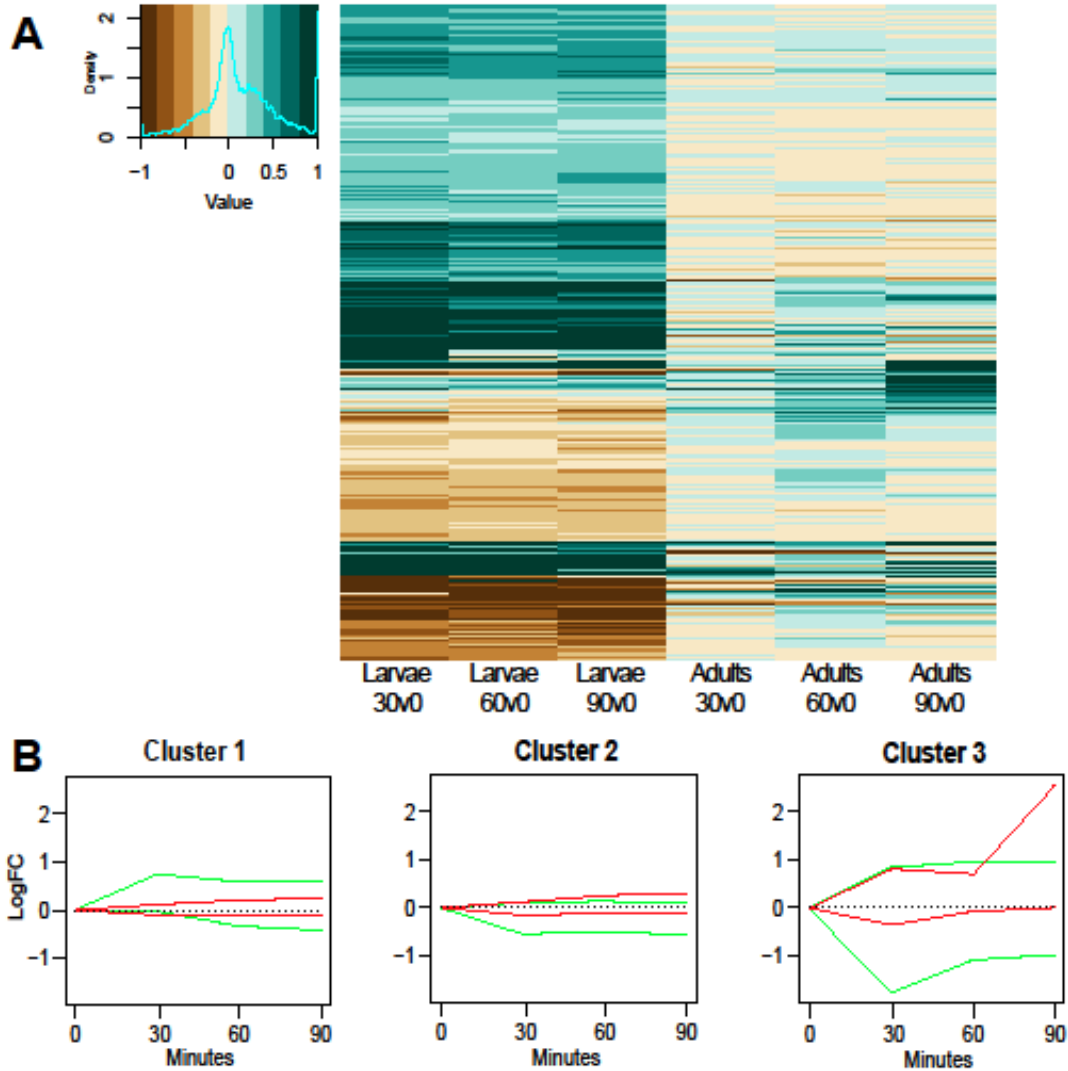 A
Density
2
1
0
−1
0
0.5
1
Value
Larvae
30v0
Larvae
60v0
Larvae
90v0
Adults
30v0
Adults
60v0
Adults
90v0
B
Cluster 1
Cluster 2
Cluster 3
LogFC
2
1
0
−1
0
30
60
90
Minutes
2
1
0
−1
0
30
60
90
Minutes
2
1
0
−1
0
30
60
90
Minutes